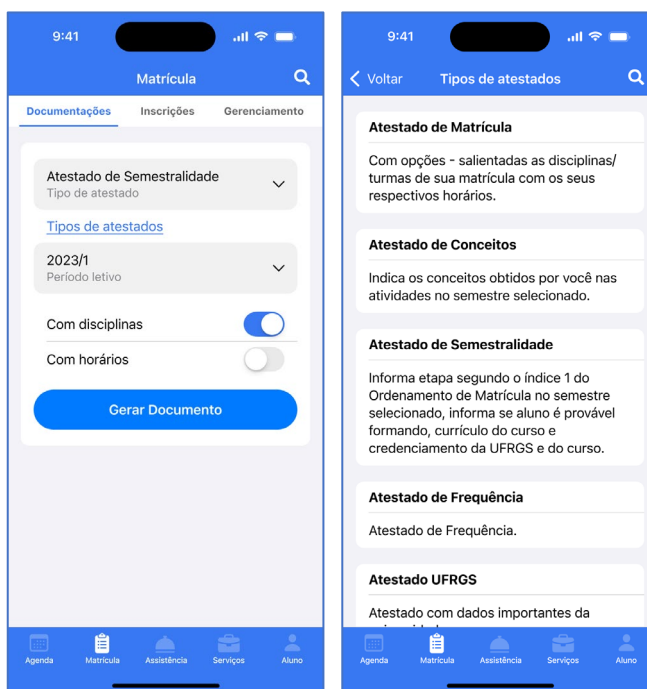 9:41
Matrícula
Documentações Inscrições Gerenciamento
Atestado de Semestralidade
Tipo de atestado
Tipos de atestados
2023/1
Período letivo
Com disciplinas
Com horários
Gerar Documento
Agenda Matrícula Assistência Serviços Aluno
9:41
Voltar Tipos de atestados
Atestado de Matrícula
Com opções - salientadas as disciplinas/
turmas de sua matrícula com os seus
respectivos horários.
Atestado de Conceitos
Indica os conceitos obtidos por você nas
atividades no semestre selecionado.
Atestado de Semestralidade
Informa etapa segundo o índice 1 do
Ordenamento de Matrícula no semestre
selecionado, informa se aluno é provável
formando, currículo do curso e
credenciamento da UFRGS e do curso.
Atestado de Frequência
Atestado de Frequência.
Atestado UFRGS
Atestado com dados importantes da
Agenda Matrícula Assistência Serviços Aluno